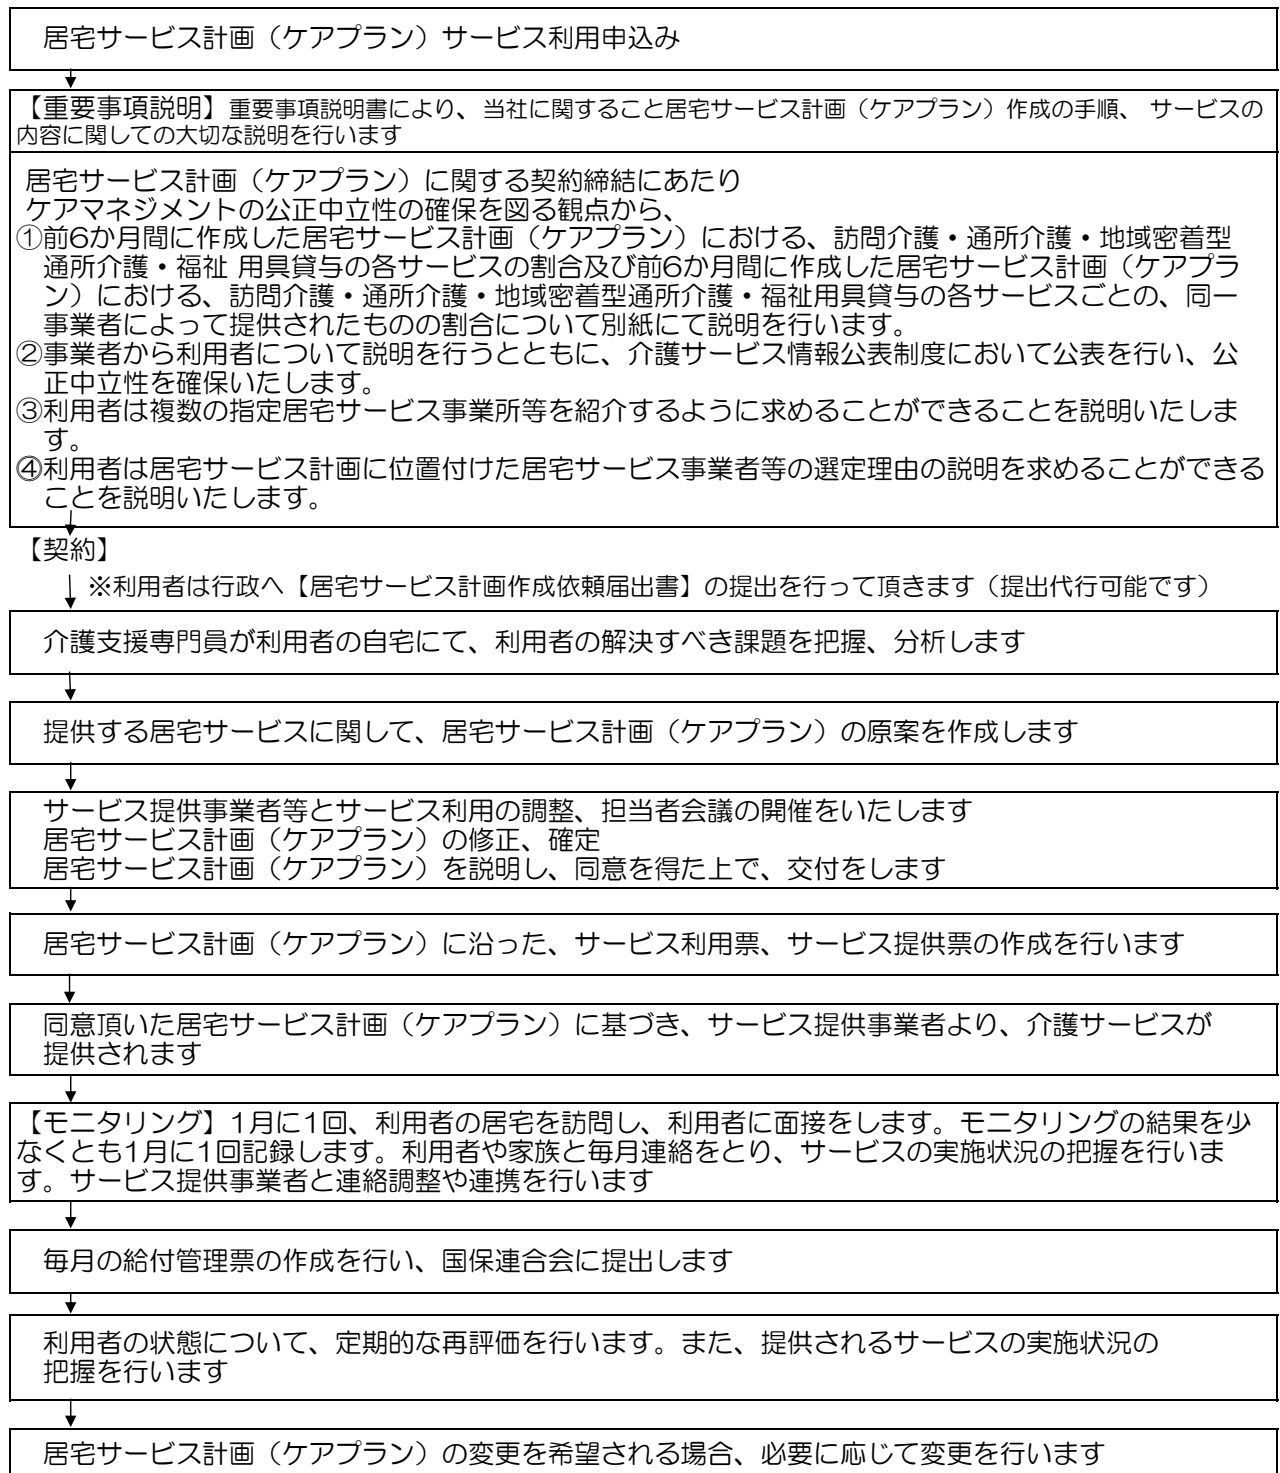 居宅サービス計画（ケアプラン）サービス利用申込み
【重要事項説明】重要事項説明書により、当社に関すること居宅サービス計画（ケアプラン）作成の手順、 サービスの
内容に関しての大切な説明を行います
居宅サービス計画（ケアプラン）に関する契約締結にあたり
ケアマネジメントの公正中立性の確保を図る観点から、
①前6か月間に作成した居宅サービス計画（ケアプラン）における、訪問介護・通所介護・地域密着型
通所介護・福祉 用具貸与の各サービスの割合及び前6か月間に作成した居宅サービス計画（ケアプラ
ン）における、訪問介護・通所介護・地域密着型通所介護・福祉用具貸与の各サービスごとの、同一
事業者によって提供されたものの割合について別紙にて説明を行います。
②事業者から利用者について説明を行うとともに、介護サービス情報公表制度において公表を行い、公
正中立性を確保いたします。
③利用者は複数の指定居宅サービス事業所等を紹介するように求めることができることを説明いたしま
す。
④利用者は居宅サービス計画に位置付けた居宅サービス事業者等の選定理由の説明を求めることができる
ことを説明いたします。
【契約】
※利用者は行政へ【居宅サービス計画作成依頼届出書】の提出を行って頂きます（提出代行可能です）
介護支援専門員が利用者の自宅にて、利用者の解決すべき課題を把握、分析します
提供する居宅サービスに関して、居宅サービス計画（ケアプラン）の原案を作成します
サービス提供事業者等とサービス利用の調整、担当者会議の開催をいたします
居宅サービス計画（ケアプラン）の修正、確定
居宅サービス計画（ケアプラン）を説明し、同意を得た上で、交付をします
居宅サービス計画（ケアプラン）に沿った、サービス利用票、サービス提供票の作成を行います
同意頂いた居宅サービス計画（ケアプラン）に基づき、サービス提供事業者より、介護サービスが
提供されます
【モニタリング】1月に1回、利用者の居宅を訪問し、利用者に面接をします。モニタリングの結果を少
なくとも1月に1回記録します。利用者や家族と毎月連絡をとり、サービスの実施状況の把握を行いま
す。サービス提供事業者と連絡調整や連携を行います
毎月の給付管理票の作成を行い、国保連合会に提出します
利用者の状態について、定期的な再評価を行います。また、提供されるサービスの実施状況の
把握を行います
居宅サービス計画（ケアプラン）の変更を希望される場合、必要に応じて変更を行います